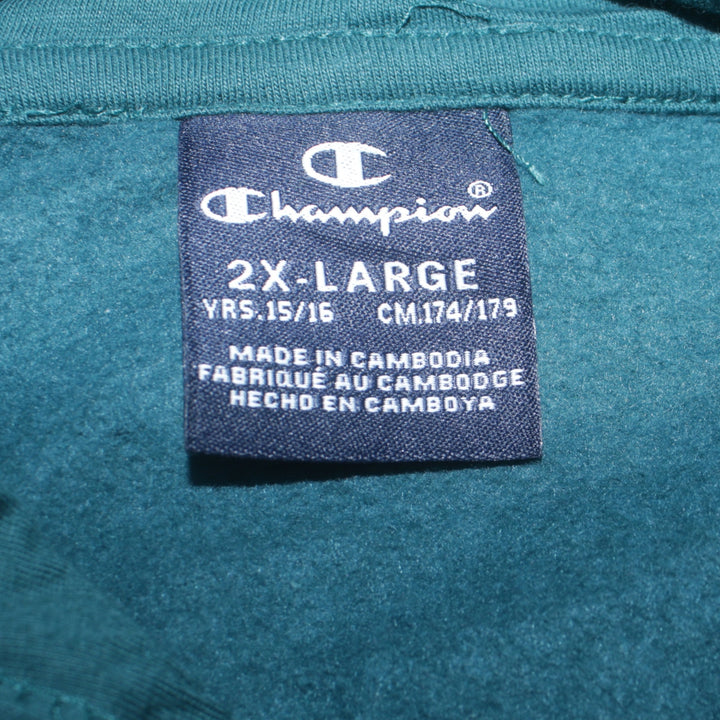 Champion®
2X-LARGE
YRS.15/16 CM.174/179
MADE IN CAMBODIA
FABRIQUÉ AU CAMBODGE
HECHO EN CAMBOYA